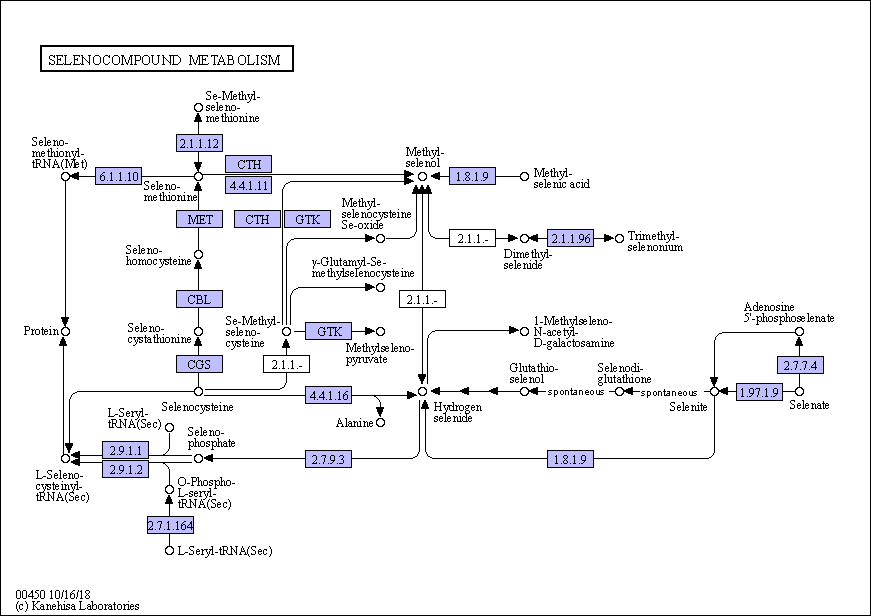 SELENOCOMPOUND METABOLISM
Se-Methyl-
seleno-
methionine
Seleno-
methionyl-
tRNA(Met)
2.1.1.12
6.1.1.10
CTH
4.4.1.11
Methyl-
selenol
1.8.1.9
Methyl-
selenic acid
Seleno-
methionine
MET
CTH
GTK
Methyl-
selenocysteine
Se-oxide
2.1.1.-
2.1.1.96
Trimethyl-
selenonium
Dimethyl-
selenide
Seleno-
homocysteine
γ-Glutamyl-Se-
methylselenocysteine
CBL
2.1.1.-
Protein
Seleno-
cystathionine
Se-Methyl-
seleno-
cysteine
GTK
Methylseleno-
pyruvate
1-Methylseleno-
N-acetyl-
D-galactosamine
Adenosine
5'-phosphoselenate
CGS
2.1.1.-
2.7.7.4
Glutathio-
selenol
Selenodi-
glutathione
spontaneous
spontaneous
1.97.1.9
4.4.1.16
Selenocysteine
Alanine
Hydrogen
selenide
Selenite
Selenate
L-Seryl-
tRNA(Sec)
Seleno-
phosphate
2.9.1.1
2.9.1.2
2.7.9.3
1.8.1.9
L-Seleno-
cysteinyl-
tRNA(Sec)
O-Phospho-
L-seryl-
tRNA(Sec)
2.7.1.164
L-Seryl-tRNA(Sec)
00450 10/16/18
(c) Kanehisa Laboratories